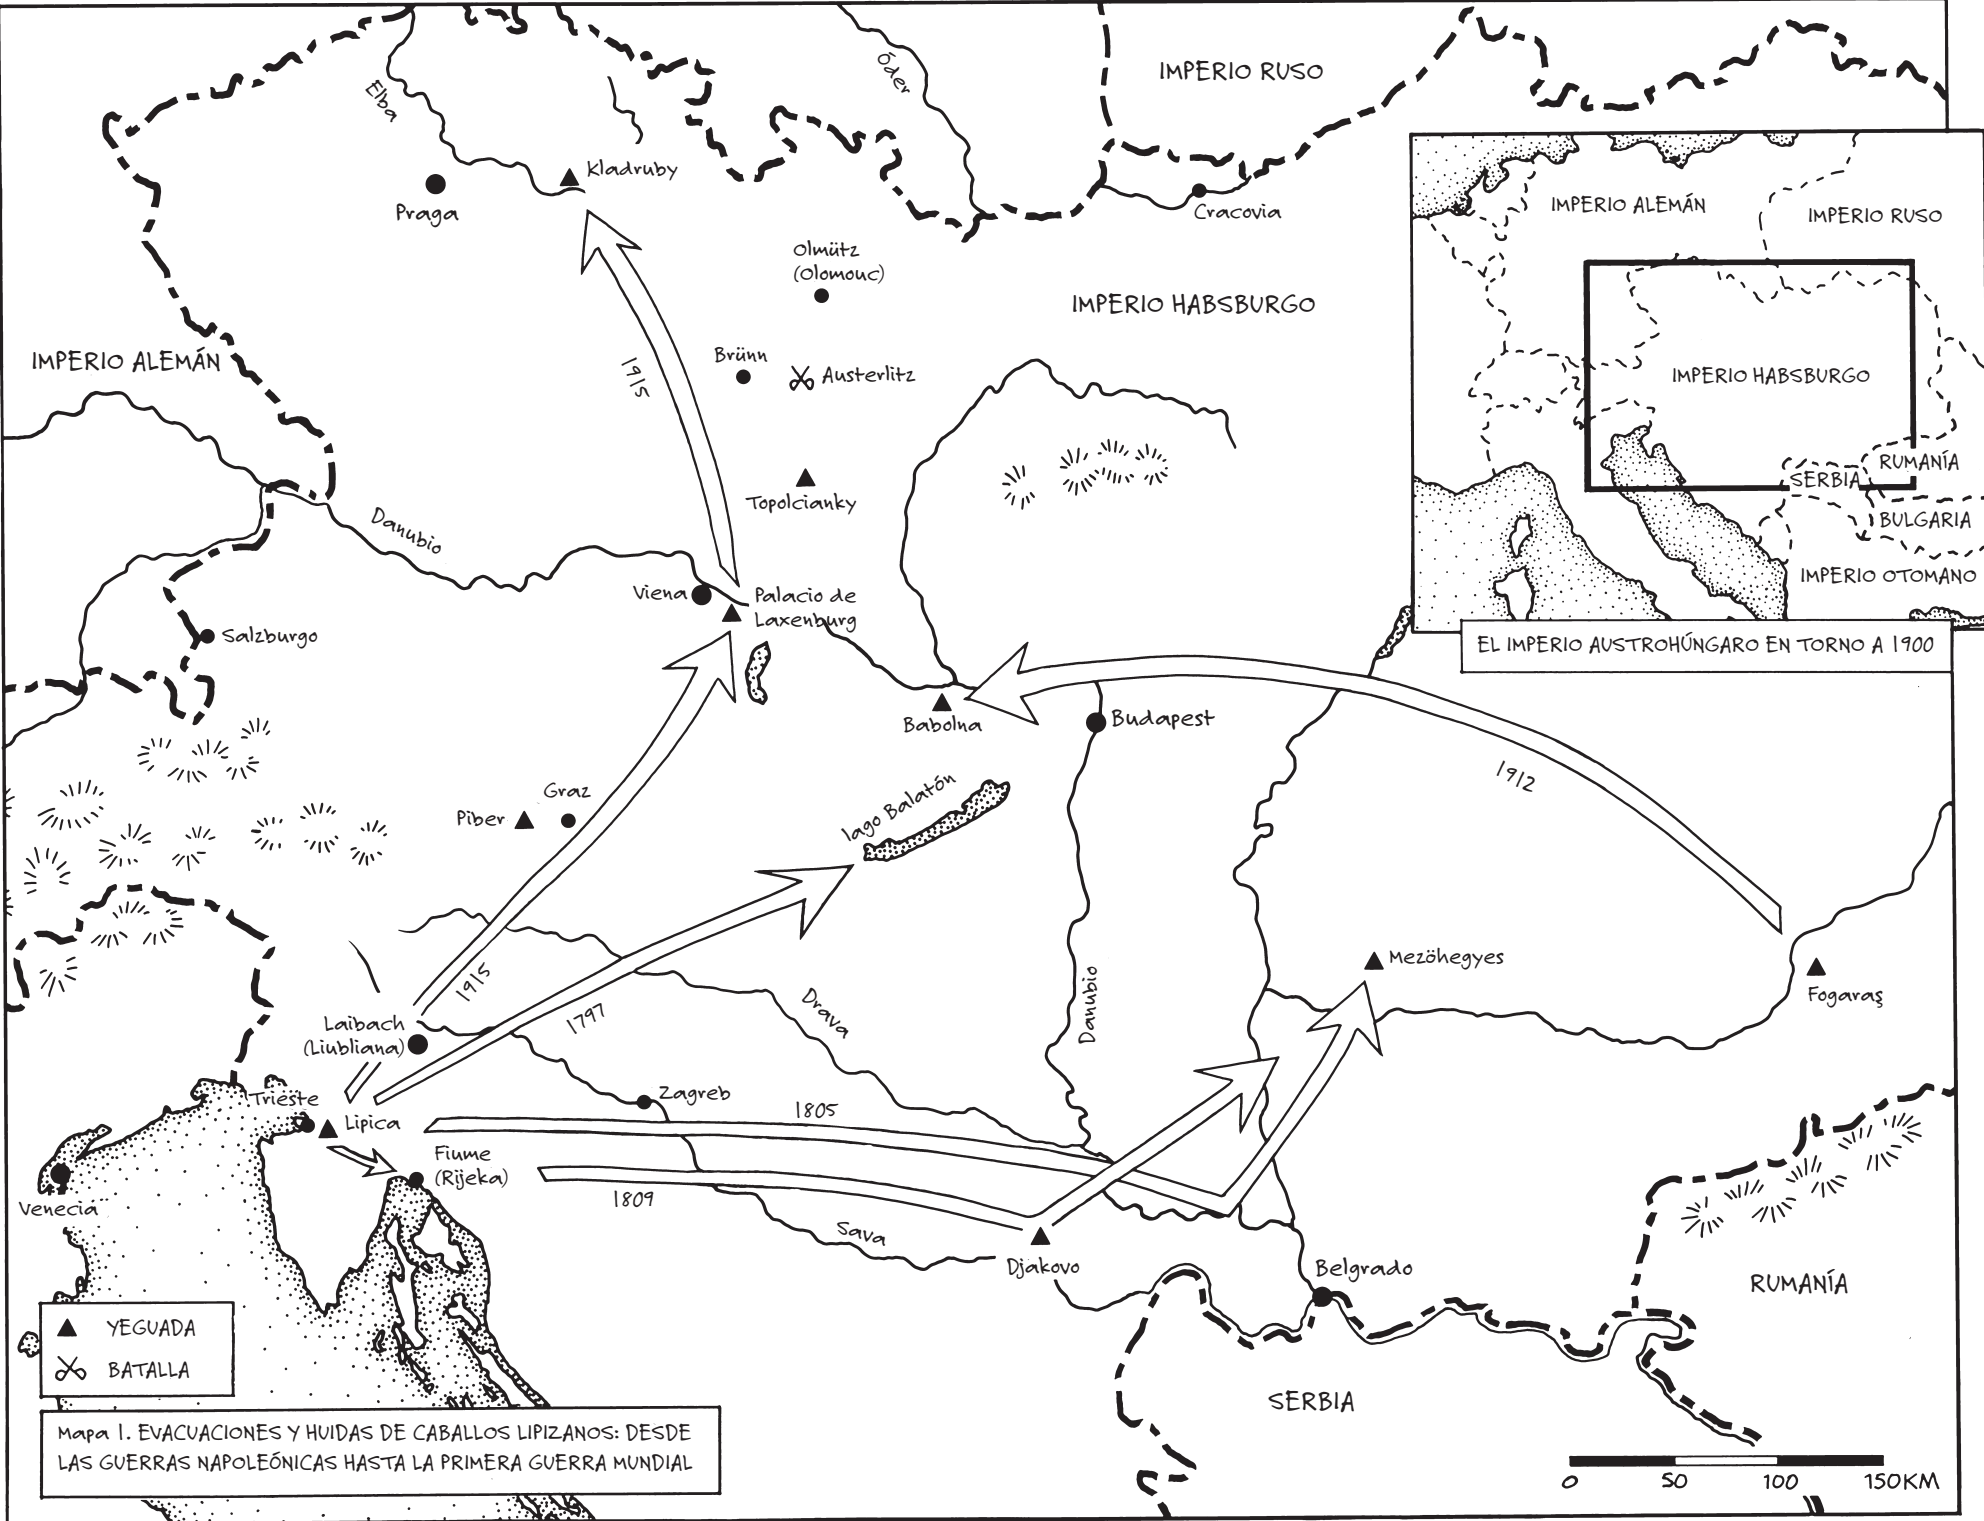 IMPERIO RUSO
Óder
Elba
Kladruby
Praga
Cracovia
Olmütz
(Olomouc)
IMPERIO HABSBURGO
IMPERIO ALEMÁN
Brünn
Austerlitz
1915
Topolcianky
Danubio
Viena
Palacio de
Laxenburg
Salzburgo
IMPERIO ALEMÁN
IMPERIO RUSO
IMPERIO HABSBURGO
RUMANÍA
SERBIA
BULGARIA
IMPERIO OTOMANO
EL IMPERIO AUSTROHÚNGARO EN TORNO A 1900
Babolna
Budapest
1912
Graz
Piber
lago Balatón
1915
1797
Drava
Danubio
Mezöhegyes
Fogaraş
Laibach
(Liubliana)
Trieste
Lipica
Zagreb
1805
Fiume
(Rijeka)
1809
Venecia
Sava
Djakovo
Belgrado
RUMANÍA
SERBIA
YEGUADA
BATALLA
Mapa 1. EVACUACIONES Y HUIDAS DE CABALLOS LIPIZANOS: DESDE
LAS GUERRAS NAPOLEÓNICAS HASTA LA PRIMERA GUERRA MUNDIAL
0 50 100 150KM